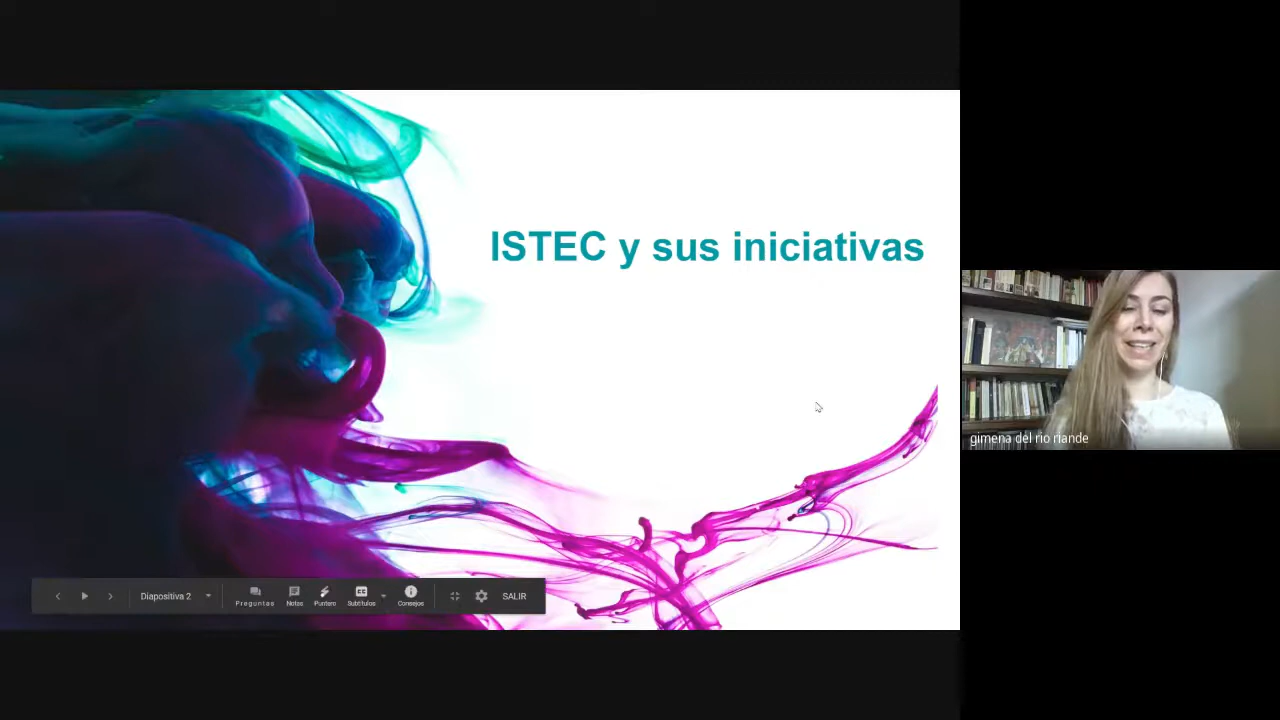 ISTEC y sus iniciativas
gimena del rio riande
Diapositiva 2
Preguntas
Notas
Puntero
Subtítulos
Consejos
SALIR